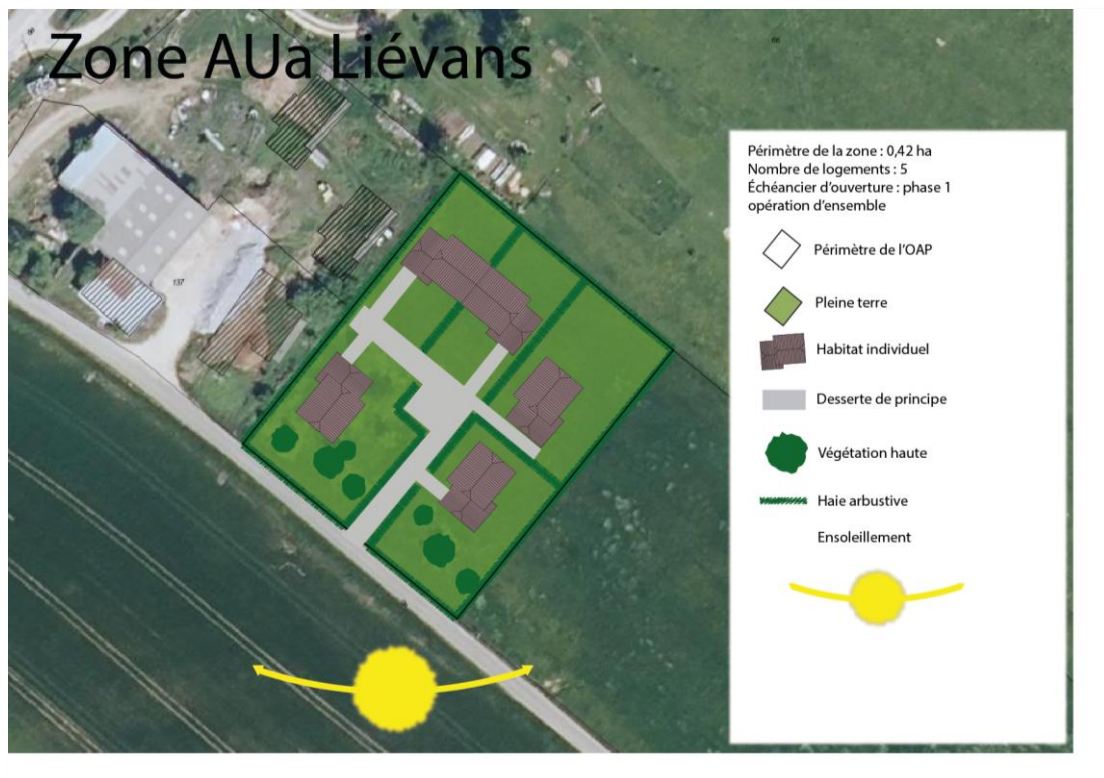 Zone AUa Liévans
Périmètre de la zone : 0,42 ha
Nombre de logements : 5
Échéancier d'ouverture : phase 1
opération d'ensemble
Périmètre de l'OAP
Pleine terre
Habitat individuel
Desserte de principe
Végétation haute
Haie arbustive
Ensoleillement
137